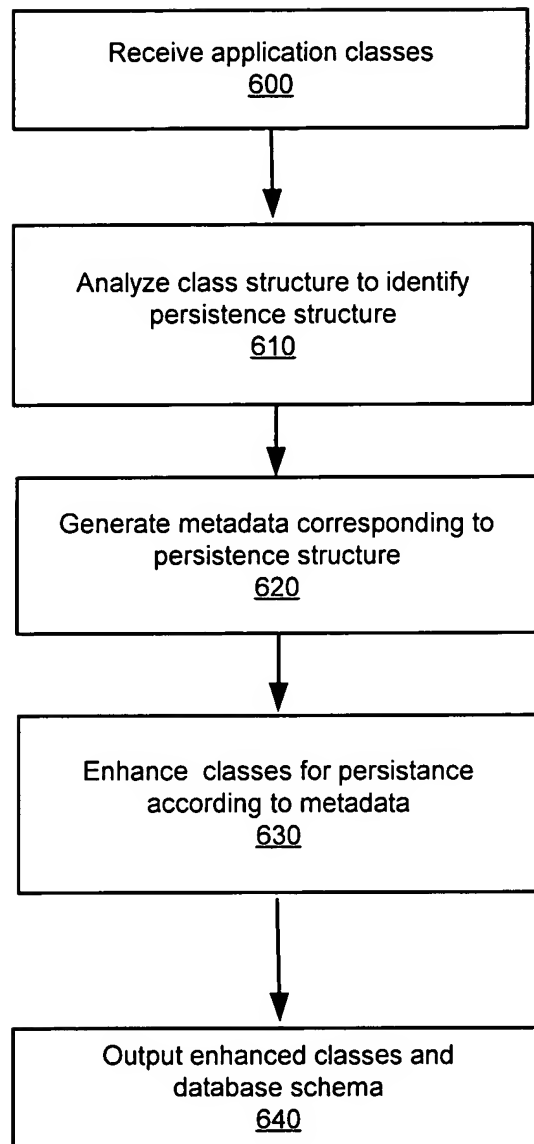 Receive application classes
600
Analyze class structure to identify
persistence structure
610
Generate metadata corresponding to
persistence structure
620
Enhance classes for persistance
according to metadata
630
Output enhanced classes and
database schema
640